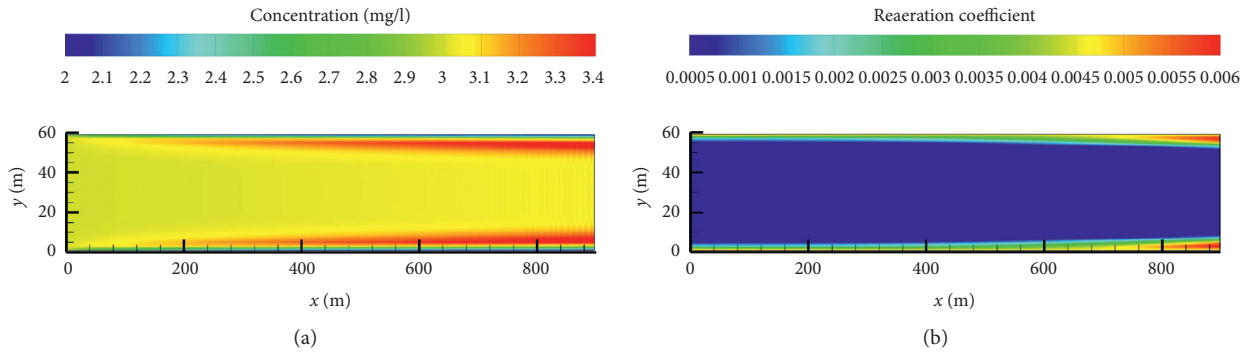 Concentration (mg/l)
2 2.1 2.2 2.3 2.4 2.5 2.6 2.7 2.8 2.9 3 3.1 3.2 3.3 3.4
60
40
20
0
y (m)
0 200 400 600 800
x (m)
(a)
Reaeration coefficient
0.0005 0.001 0.0015 0.002 0.0025 0.003 0.0035 0.004 0.0045 0.005 0.0055 0.006
60
40
20
0
y (m)
0 200 400 600 800
x (m)
(b)